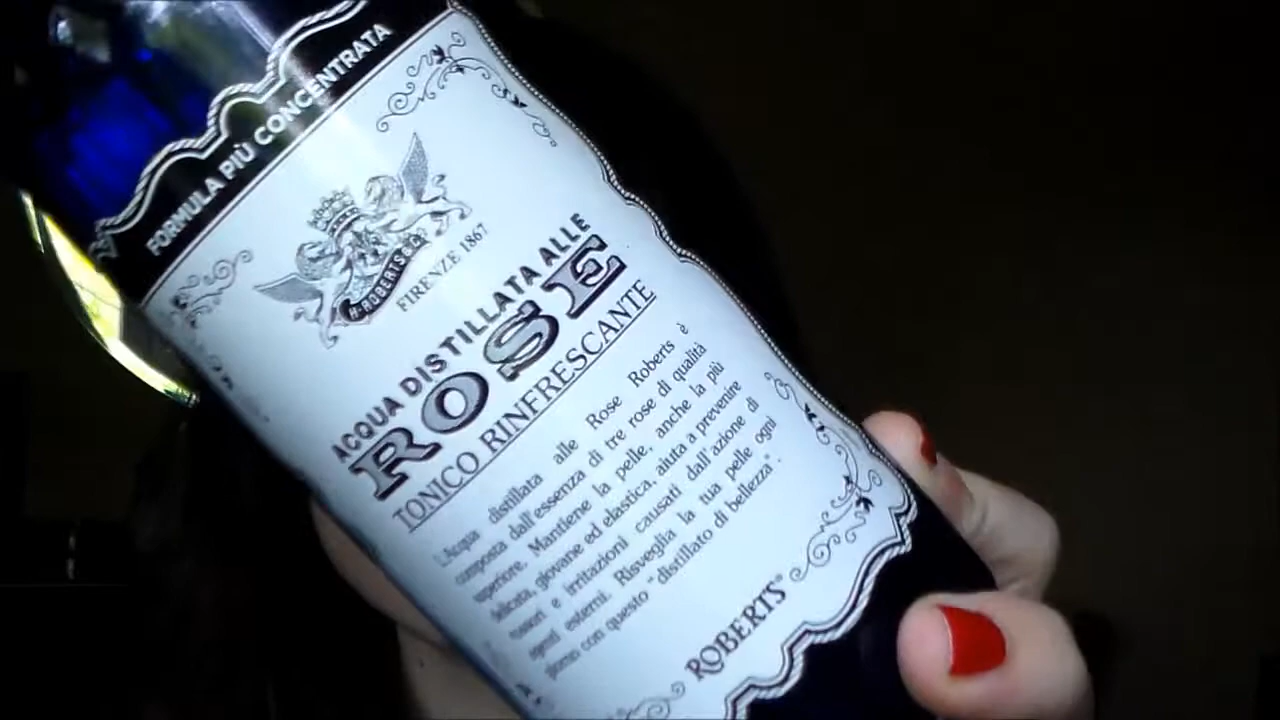 FORMULA PIÙ CONCENTRATA
H·ROBERTS & Co
FIRENZE 1867
ACQUA DISTILLATA ALLE
ROSE
TONICO RINFRESCANTE
L'Acqua distillata alle Rose Roberts è
composta dall'essenza di tre rose di qualità
superiore. Mantiene la pelle, anche la più
delicata, giovane ed elastica, aiuta a prevenire
rossori e irritazioni causati dall'azione di
agenti esterni. Risveglia la tua pelle ogni
giorno con questo "distillato di bellezza".
ROBERTS®